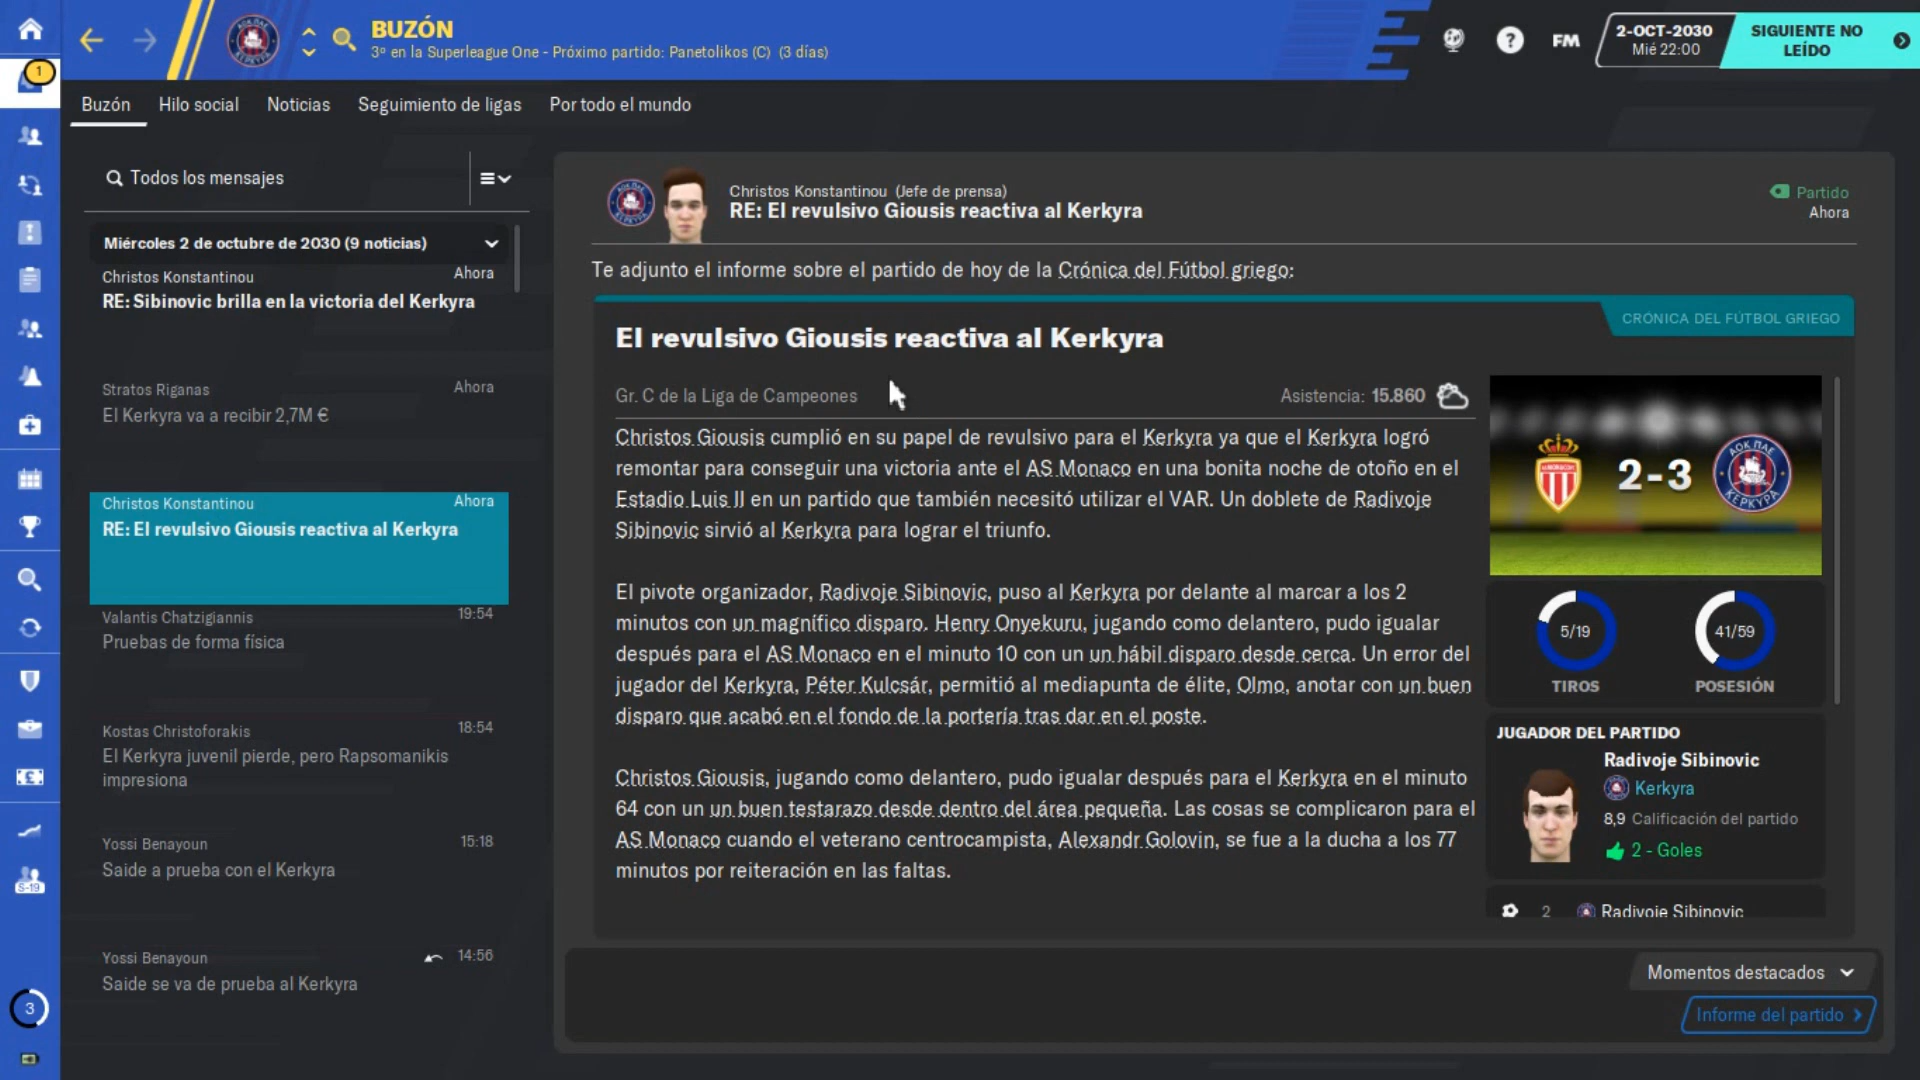 BUZÓN
3º en la Superleague One - Próximo partido: Panetolikos (C) (3 días)
FM
2-OCT-2030
Mié 22:00
SIGUIENTE NO
LEÍDO
1
Buzón Hilo social Noticias Seguimiento de ligas Por todo el mundo
Todos los mensajes
Miércoles 2 de octubre de 2030 (9 noticias)
Christos Konstantinou Ahora
RE: Sibinovic brilla en la victoria del Kerkyra
Stratos Riganas Ahora
El Kerkyra va a recibir 2,7M €
Christos Konstantinou Ahora
RE: El revulsivo Giousis reactiva al Kerkyra
Valantis Chatzigiannis 19:54
Pruebas de forma física
Kostas Christoforakis 18:54
El Kerkyra juvenil pierde, pero Rapsomanikis
impresiona
Yossi Benayoun 15:18
Saide a prueba con el Kerkyra
Yossi Benayoun 14:56
Saide se va de prueba al Kerkyra
S-19
3
Christos Konstantinou (Jefe de prensa)
RE: El revulsivo Giousis reactiva al Kerkyra
Partido
Ahora
Te adjunto el informe sobre el partido de hoy de la Crónica del Fútbol griego:
CRÓNICA DEL FÚTBOL GRIEGO
El revulsivo Giousis reactiva al Kerkyra
Gr. C de la Liga de Campeones Asistencia: 15.860
Christos Giousis cumplió en su papel de revulsivo para el Kerkyra ya que el Kerkyra logró
remontar para conseguir una victoria ante el AS Monaco en una bonita noche de otoño en el
Estadio Luis II en un partido que también necesitó utilizar el VAR. Un doblete de Radivoje
Sibinovic sirvió al Kerkyra para lograr el triunfo.
El pivote organizador, Radivoje Sibinovic, puso al Kerkyra por delante al marcar a los 2
minutos con un magnífico disparo. Henry Onyekuru, jugando como delantero, pudo igualar
después para el AS Monaco en el minuto 10 con un un hábil disparo desde cerca. Un error del
jugador del Kerkyra, Péter Kulcsár, permitió al mediapunta de élite, Olmo, anotar con un buen
disparo que acabó en el fondo de la portería tras dar en el poste.
Christos Giousis, jugando como delantero, pudo igualar después para el Kerkyra en el minuto
64 con un un buen testarazo desde dentro del área pequeña. Las cosas se complicaron para el
AS Monaco cuando el veterano centrocampista, Alexandr Golovin, se fue a la ducha a los 77
minutos por reiteración en las faltas.
2-3
ΑΟΚ ΠΑΕ
ΚΕΡΚΥΡΑ
5/19 41/59
TIROS POSESIÓN
JUGADOR DEL PARTIDO
Radivoje Sibinovic
Kerkyra
8,9 Calificación del partido
2 - Goles
2 Radivoje Sibinovic
Momentos destacados
Informe del partido